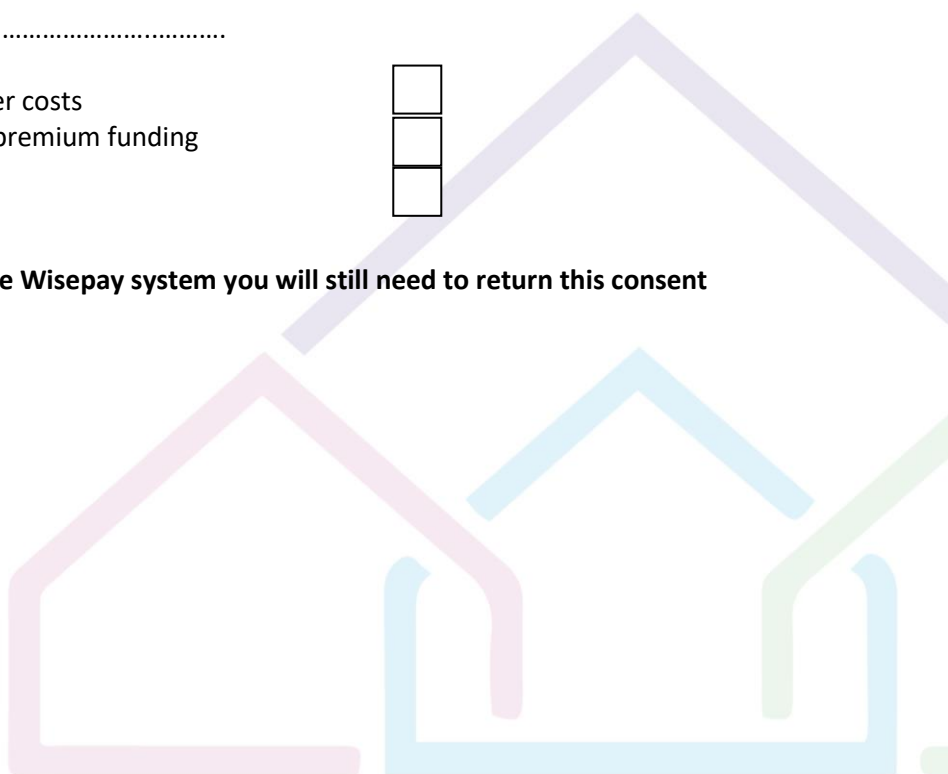 …………………..……….
er costs
premium funding
e Wisepay system you will still need to return this consent